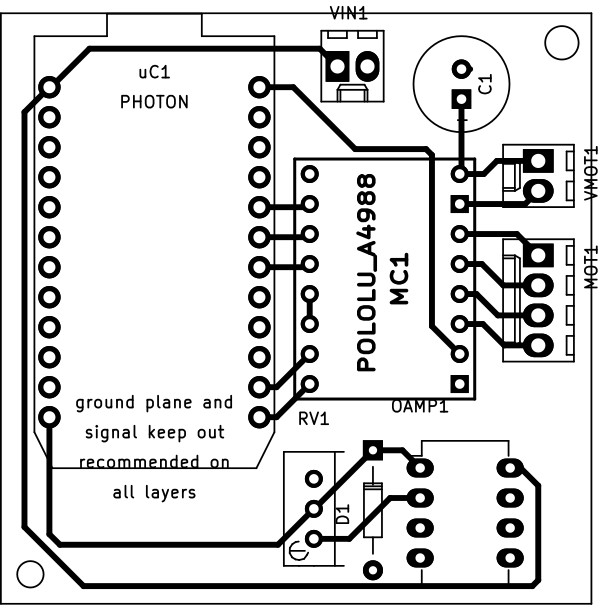 VIN1
uC1
PHOTON
C1
VMOT1
MOT1
POLOLU_A4988
MC1
ground plane and
signal keep out
recommended on
all layers
RV1
OAMP1
D1